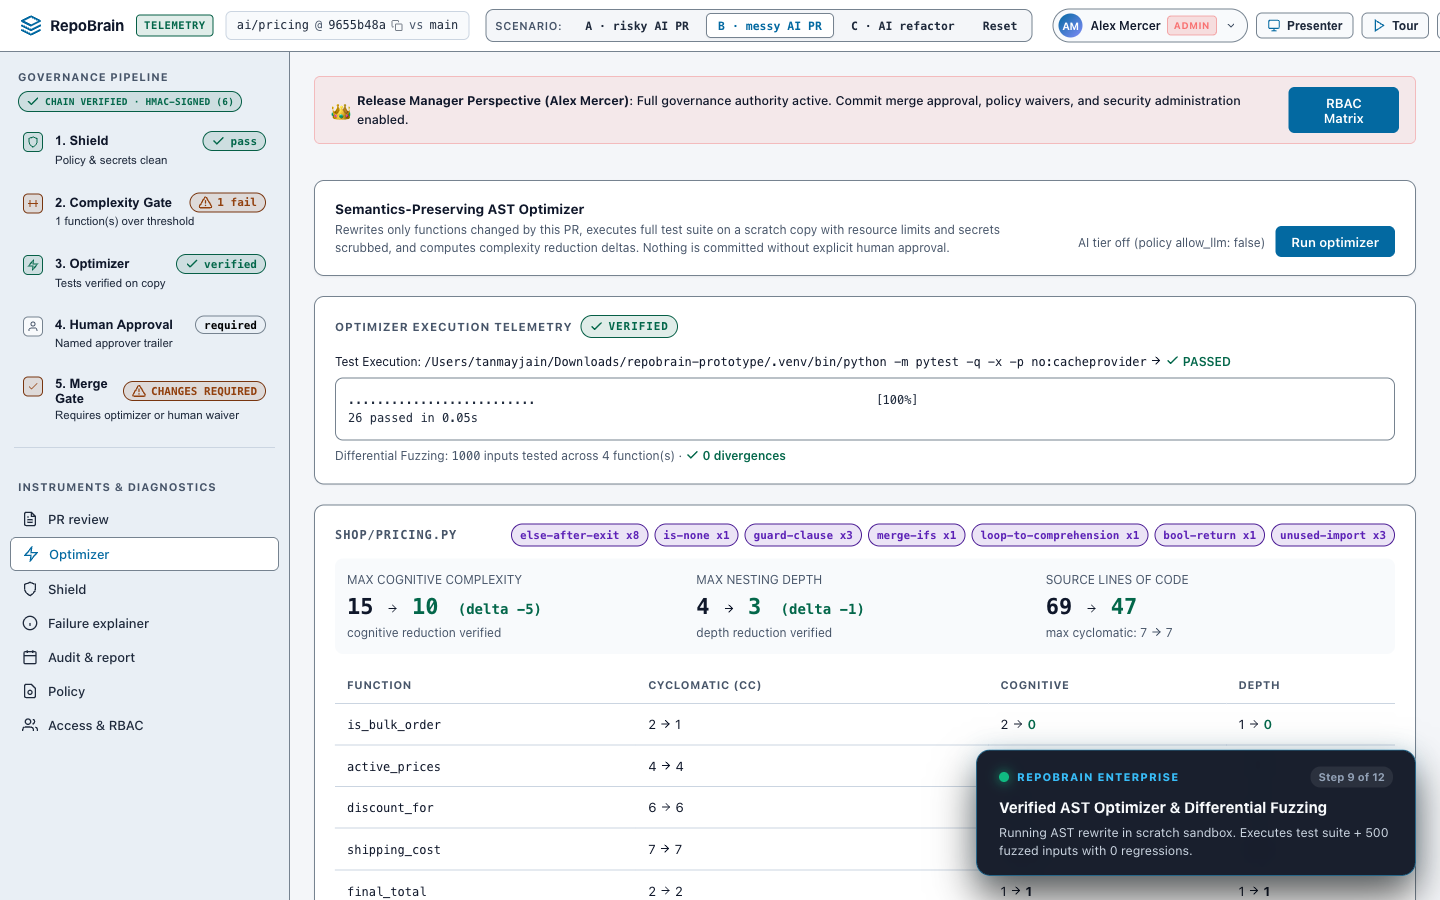 RepoBrain TELEMETRY ai/pricing @ 9655b48a vs main SCENARIO: A · risky AI PR B · messy AI PR C · AI refactor Reset AM Alex Mercer ADMIN Presenter Tour
GOVERNANCE PIPELINE
CHAIN VERIFIED · HMAC-SIGNED (6)
1. Shield pass
Policy & secrets clean
2. Complexity Gate 1 fail
1 function(s) over threshold
3. Optimizer verified
Tests verified on copy
4. Human Approval required
Named approver trailer
5. Merge Gate CHANGES REQUIRED
Requires optimizer or human waiver
INSTRUMENTS & DIAGNOSTICS
PR review
Optimizer
Shield
Failure explainer
Audit & report
Policy
Access & RBAC
Release Manager Perspective (Alex Mercer): Full governance authority active. Commit merge approval, policy waivers, and security administration
enabled.
RBAC
Matrix
Semantics-Preserving AST Optimizer
Rewrites only functions changed by this PR, executes full test suite on a scratch copy with resource limits and secrets
scrubbed, and computes complexity reduction deltas. Nothing is committed without explicit human approval.
AI tier off (policy allow_llm: false) Run optimizer
OPTIMIZER EXECUTION TELEMETRY VERIFIED
Test Execution: /Users/tanmayjain/Downloads/repobrain-prototype/.venv/bin/python -m pytest -q -x -p no:cacheprovider → ✓ PASSED
.......................... [100%]
26 passed in 0.05s
Differential Fuzzing: 1000 inputs tested across 4 function(s) · ✓ 0 divergences
SHOP/PRICING.PY else-after-exit x8 is-none x1 guard-clause x3 merge-ifs x1 loop-to-comprehension x1 bool-return x1 unused-import x3
MAX COGNITIVE COMPLEXITY MAX NESTING DEPTH SOURCE LINES OF CODE
15 → 10 (delta -5) 4 → 3 (delta -1) 69 → 47
cognitive reduction verified depth reduction verified max cyclomatic: 7 → 7
FUNCTION CYCLOMATIC (CC) COGNITIVE DEPTH
is_bulk_order 2 → 1 2 → 0 1 → 0
active_prices 4 → 4
discount_for 6 → 6
shipping_cost 7 → 7
final_total 2 → 2 1 → 1 1 → 1
REPOBRAIN ENTERPRISE Step 9 of 12
Verified AST Optimizer & Differential Fuzzing
Running AST rewrite in scratch sandbox. Executes test suite + 500
fuzzed inputs with 0 regressions.